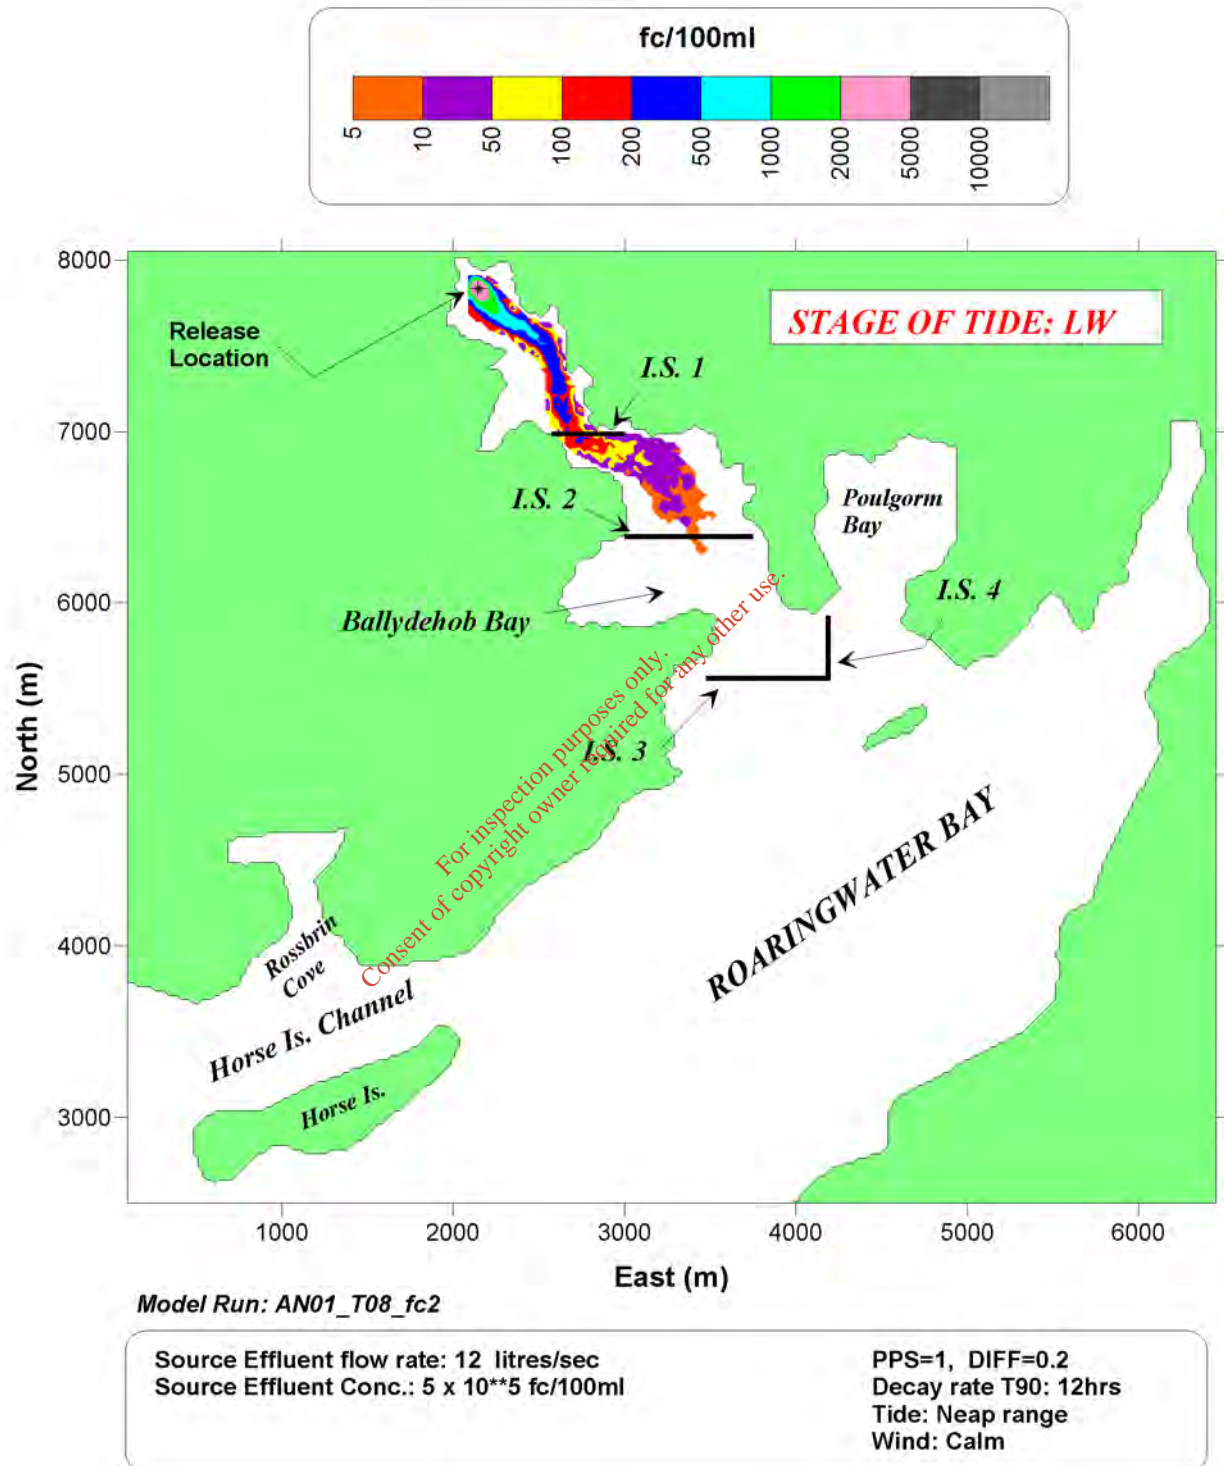 fc/100ml
5 10 50 100 200 500 1000 2000 5000 10000
8000
7000
6000
5000
4000
3000
North (m)
Release
Location
STAGE OF TIDE: LW
I.S. 1
I.S. 2
Poulgorm
Bay
I.S. 4
Ballydehob Bay
I.S. 3
For inspection purposes only.
Consent of copyright owner required for any other use.
ROARINGWATER BAY
Rossbrin
Cove
Horse Is. Channel
Horse Is.
1000 2000 3000 4000 5000 6000
East (m)
Model Run: AN01_T08_fc2
Source Effluent flow rate: 12 litres/sec
Source Effluent Conc.: 5 x 10**5 fc/100ml
PPS=1, DIFF=0.2
Decay rate T90: 12hrs
Tide: Neap range
Wind: Calm